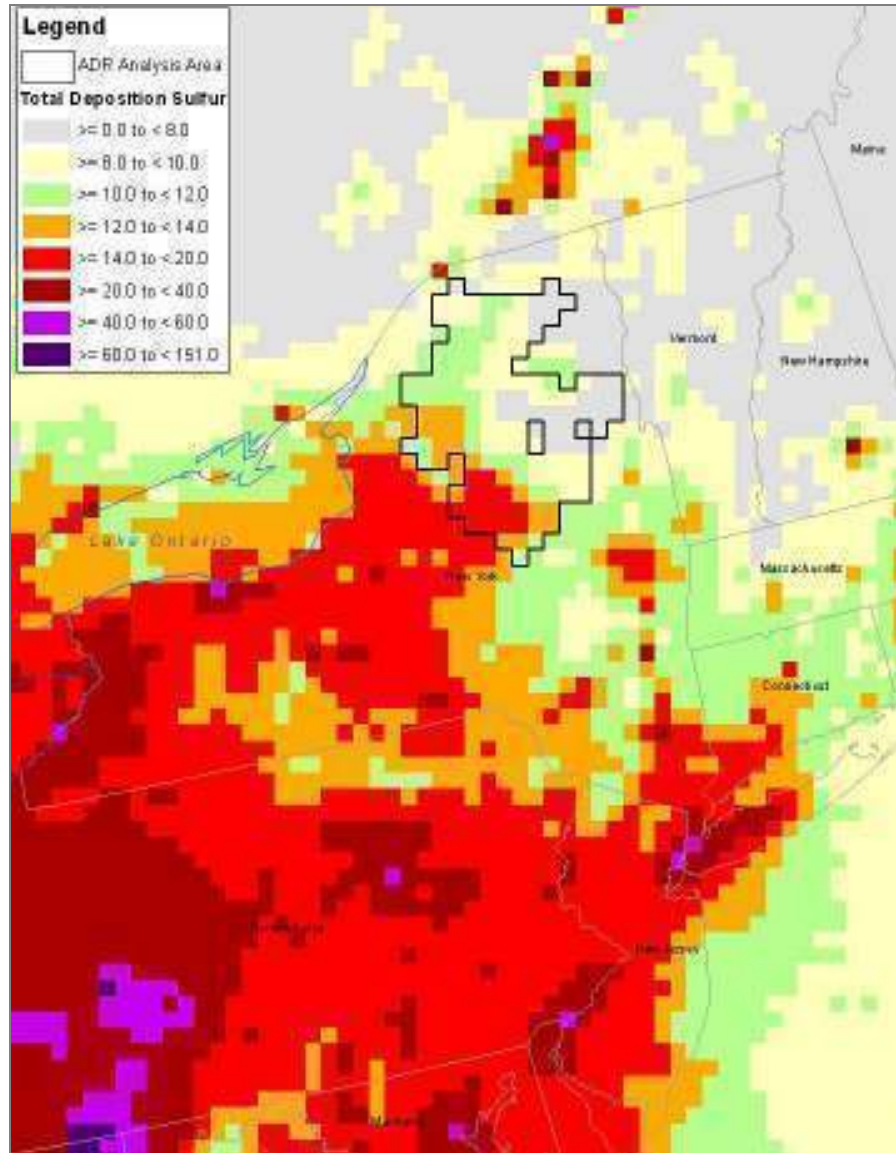 Legend
ADR Analysis Area
Total Deposition Sulfur
>= 0.0 to < 8.0
>= 8.0 to < 10.0
>= 10.0 to < 12.0
>= 12.0 to < 14.0
>= 14.0 to < 20.0
>= 20.0 to < 40.0
>= 40.0 to < 60.0
>= 60.0 to < 151.0
Maine
Vermont
New Hampshire
Lake Ontario
New York
Massachusetts
Connecticut
New Jersey